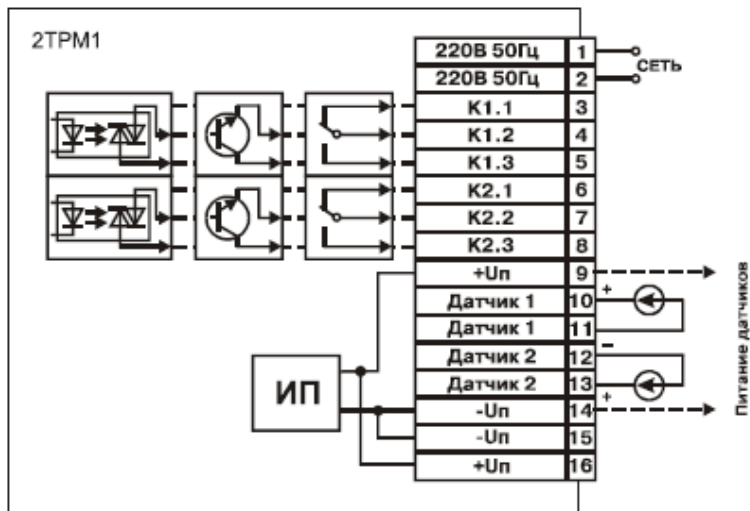 2ТРМ1
220В 50Гц 1
220В 50Гц 2
СЕТЬ
К1.1 3
К1.2 4
К1.3 5
К2.1 6
К2.2 7
К2.3 8
+Uп 9
Датчик 1 10 +
Датчик 1 11
Датчик 2 12 –
Датчик 2 13 +
-Uп 14
-Uп 15
+Uп 16
ИП
Питание датчиков